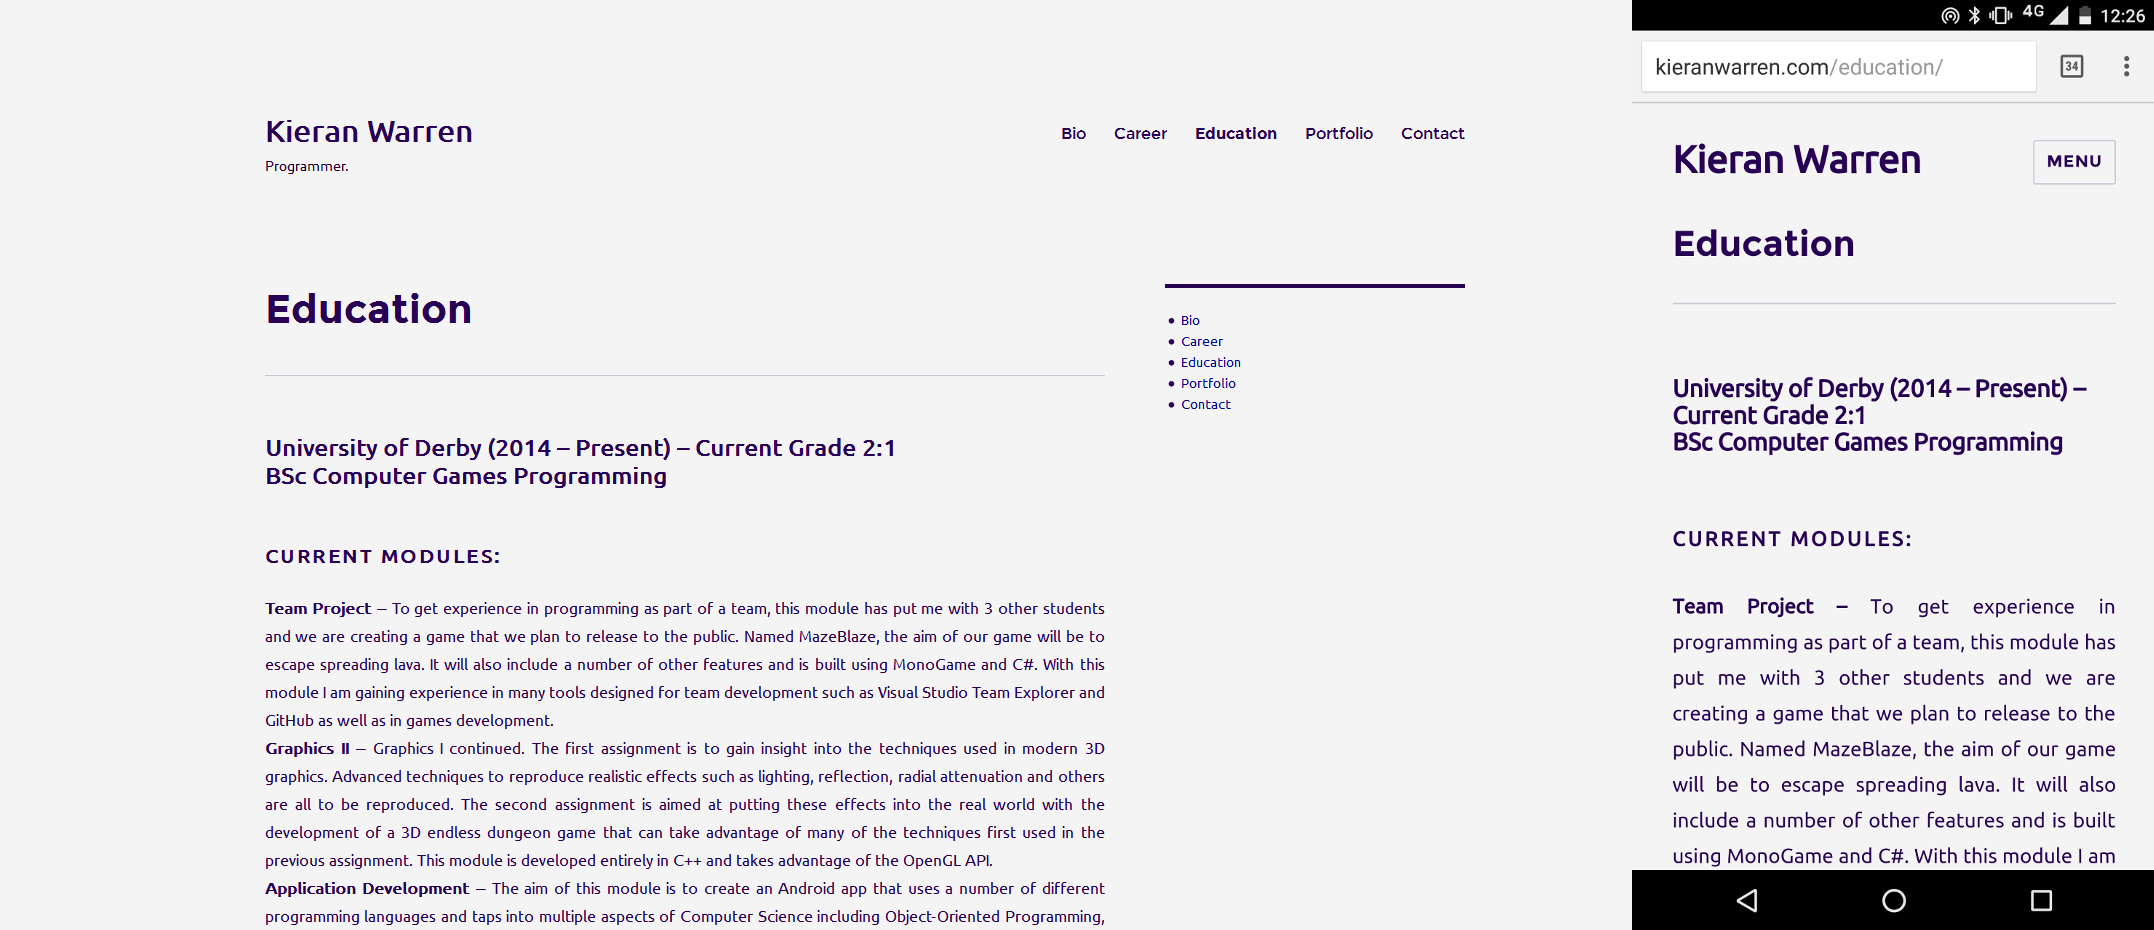 Kieran Warren
Programmer.
Bio Career Education Portfolio Contact
Education
University of Derby (2014 – Present) – Current Grade 2:1
BSc Computer Games Programming
CURRENT MODULES:
Team Project – To get experience in programming as part of a team, this module has put me with 3 other students
and we are creating a game that we plan to release to the public. Named MazeBlaze, the aim of our game will be to
escape spreading lava. It will also include a number of other features and is built using MonoGame and C#. With this
module I am gaining experience in many tools designed for team development such as Visual Studio Team Explorer and
GitHub as well as in games development.
Graphics II – Graphics I continued. The first assignment is to gain insight into the techniques used in modern 3D
graphics. Advanced techniques to reproduce realistic effects such as lighting, reflection, radial attenuation and others
are all to be reproduced. The second assignment is aimed at putting these effects into the real world with the
development of a 3D endless dungeon game that can take advantage of many of the techniques first used in the
previous assignment. This module is developed entirely in C++ and takes advantage of the OpenGL API.
Application Development – The aim of this module is to create an Android app that uses a number of different
programming languages and taps into multiple aspects of Computer Science including Object-Oriented Programming,
Bio
Career
Education
Portfolio
Contact
4G 12:26
kieranwarren.com/education/ 34
Kieran Warren MENU
Education
University of Derby (2014 – Present) –
Current Grade 2:1
BSc Computer Games Programming
CURRENT MODULES:
Team Project – To get experience in
programming as part of a team, this module has
put me with 3 other students and we are
creating a game that we plan to release to the
public. Named MazeBlaze, the aim of our game
will be to escape spreading lava. It will also
include a number of other features and is built
using MonoGame and C#. With this module I am